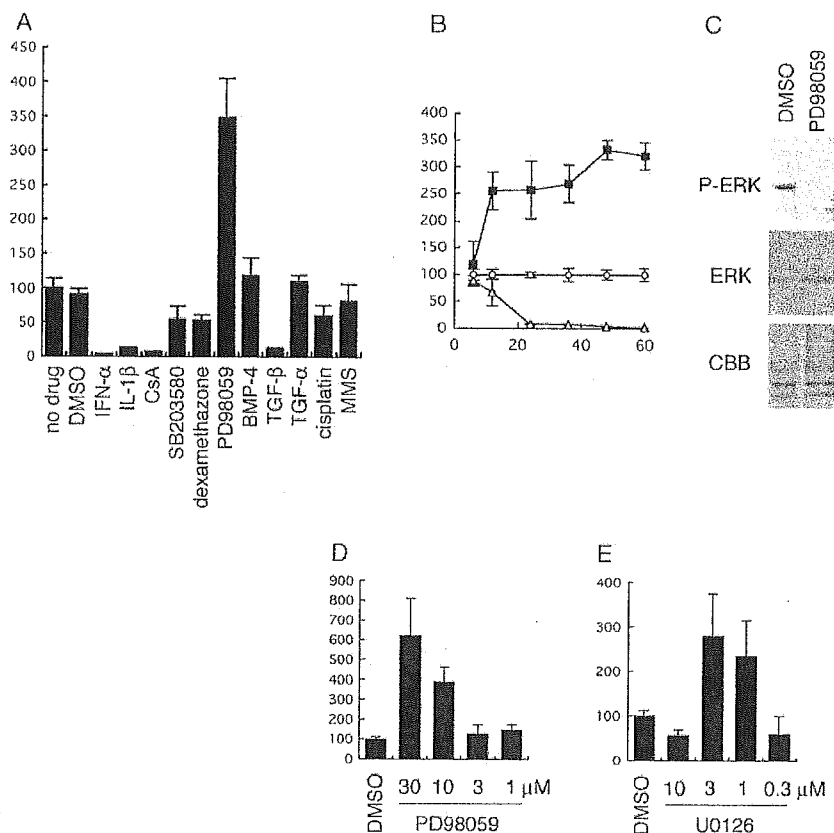 A
450
400
350
300
250
200
150
100
50
0
no drug
DMSO
IFN-α
IL-1β
CsA
SB203580
dexamethazone
PD98059
BMP-4
TGF-β
TGF-α
cisplatin
MMS
B
400
350
300
250
200
150
100
50
0
0 20 40 60
C
DMSO
PD98059
P-ERK
ERK
CBB
D
900
800
700
600
500
400
300
200
100
0
DMSO
30 10 3 1 μM
PD98059
E
400
300
200
100
0
DMSO
10 3 1 0.3 μM
U0126